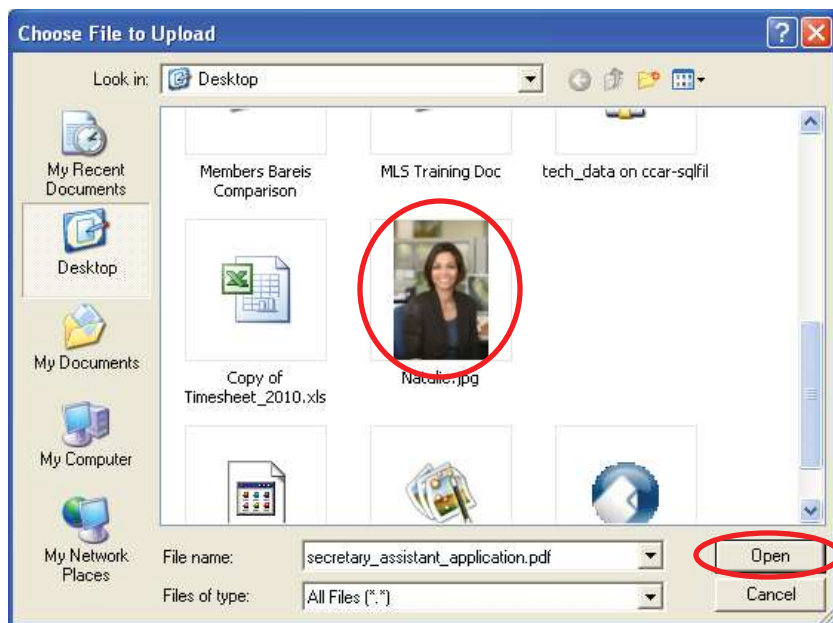 Choose File to Upload
Look in:
Desktop
My Recent
Documents
Desktop
My Documents
My Computer
My Network
Places
Members Bareis
Comparison
MLS Training Doc
tech_data on ccar-sqlfil
Copy of
Timesheet_2010.xls
Natalie.jpg
File name:
secretary_assistant_application.pdf
Open
Files of type:
All Files (*.*)
Cancel